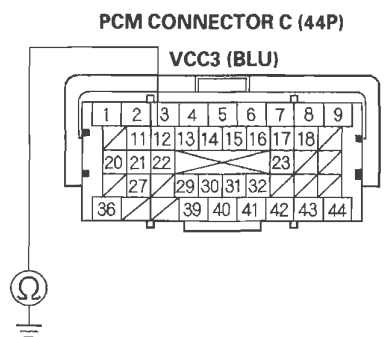 PCM CONNECTOR C (44P)
VCC3 (BLU)
1 2 3 4 5 6 7 8 9
11 12 13 14 15 16 17 18
20 21 22 23
27 29 30 31 32
36 39 40 41 42 43 44
Ω